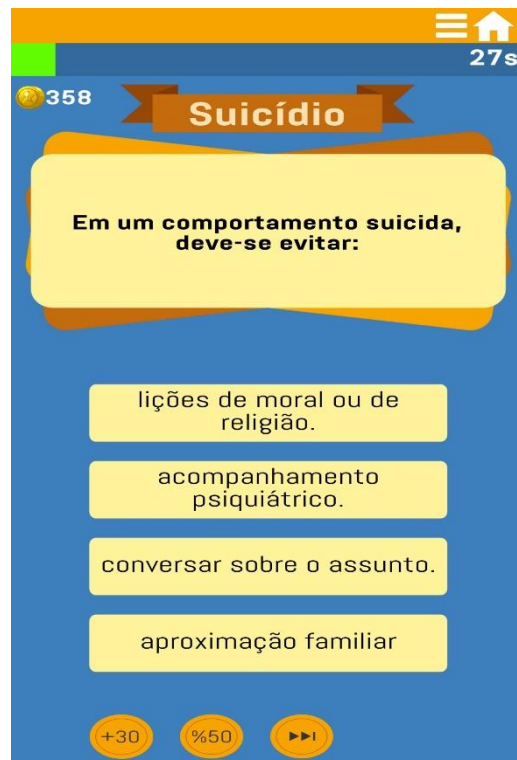 27s
358
Suicídio
Em um comportamento suicida,
deve-se evitar:
lições de moral ou de
religião.
acompanhamento
psiquiátrico.
conversar sobre o assunto.
aproximação familiar
+30 %50